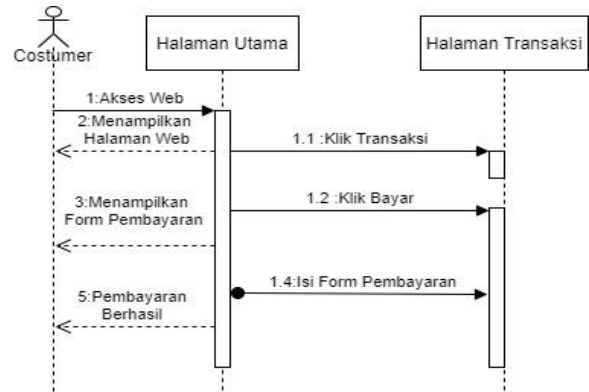 Costumer
Halaman Utama
Halaman Transaksi
1:Akses Web
2:Menampilkan
Halaman Web
1.1 :Klik Transaksi
3:Menampilkan
Form Pembayaran
1.2 :Klik Bayar
1.4:Isi Form Pembayaran
5:Pembayaran
Berhasil